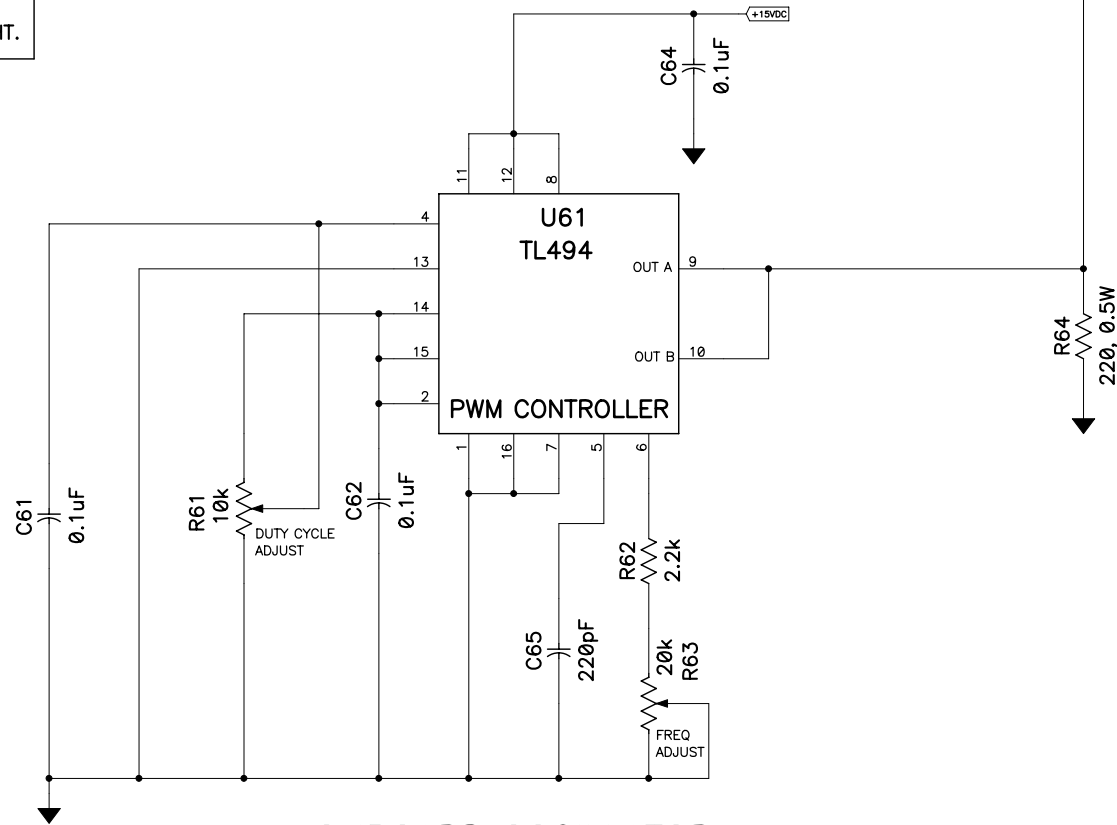 NT.
+15VDC
C64
0.1uF
11
12
8
4
U61
TL494
13
OUT A
9
14
15
OUT B
10
2
PWM CONTROLLER
1
16
7
5
6
R64
220, 0.5W
C61
0.1uF
R61
10k
DUTY CYCLE
ADJUST
C62
0.1uF
R62
2.2k
C65
220pF
20k
R63
FREQ
ADJUST